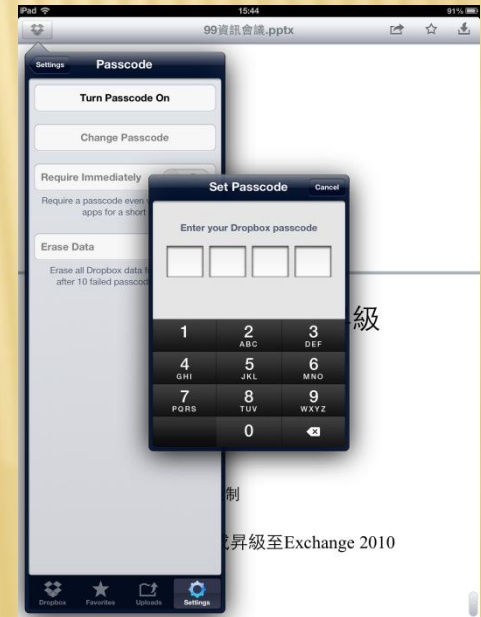 iPad 15:44 91%
99資訊會議.pptx
Settings Passcode
Turn Passcode On
Change Passcode
Require Immediately
Require a passcode even
apps for a short
Erase Data
Erase all Dropbox data
after 10 failed
Set Passcode Cancel
Enter your Dropbox passcode
1 2 3
ABC DEF
4 5 6
GHI JKL MNO
7 8 9
PQRS TUV WXYZ
0
級
制
昇級至Exchange 2010
Dropbox Favorites Uploads Settings